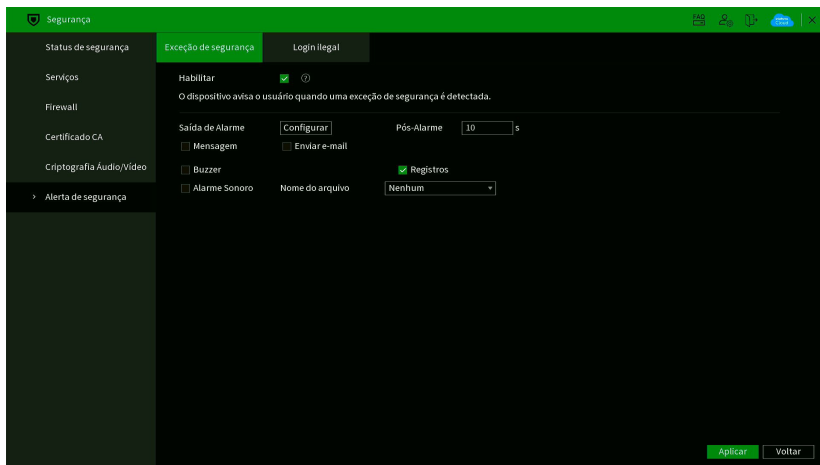 Segurança
FAQ
Status de segurança
Exceção de segurança
Login ilegal
Serviços
Habilitar
?
O dispositivo avisa o usuário quando uma exceção de segurança é detectada.
Firewall
Certificado CA
Saída de Alarme
Configurar
Pós-Alarme
10
s
Mensagem
Enviar e-mail
Criptografia Áudio/Vídeo
Buzzer
Registros
> Alerta de segurança
Alarme Sonoro
Nome do arquivo
Nenhum
Aplicar
Voltar